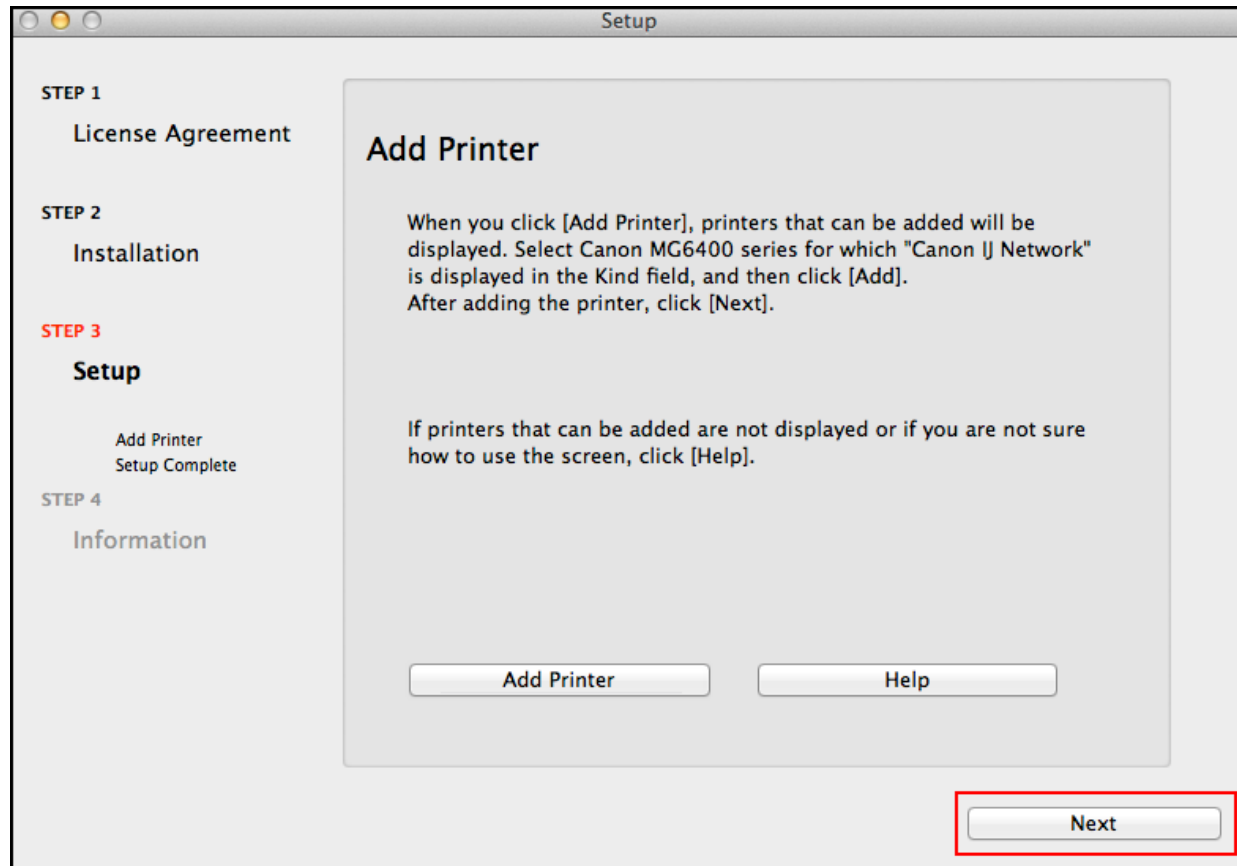 Setup
STEP 1
License Agreement
STEP 2
Installation
STEP 3
Setup
Add Printer
Setup Complete
STEP 4
Information
Add Printer
When you click [Add Printer], printers that can be added will be
displayed. Select Canon MG6400 series for which "Canon IJ Network"
is displayed in the Kind field, and then click [Add].
After adding the printer, click [Next].
If printers that can be added are not displayed or if you are not sure
how to use the screen, click [Help].
Add Printer
Help
Next